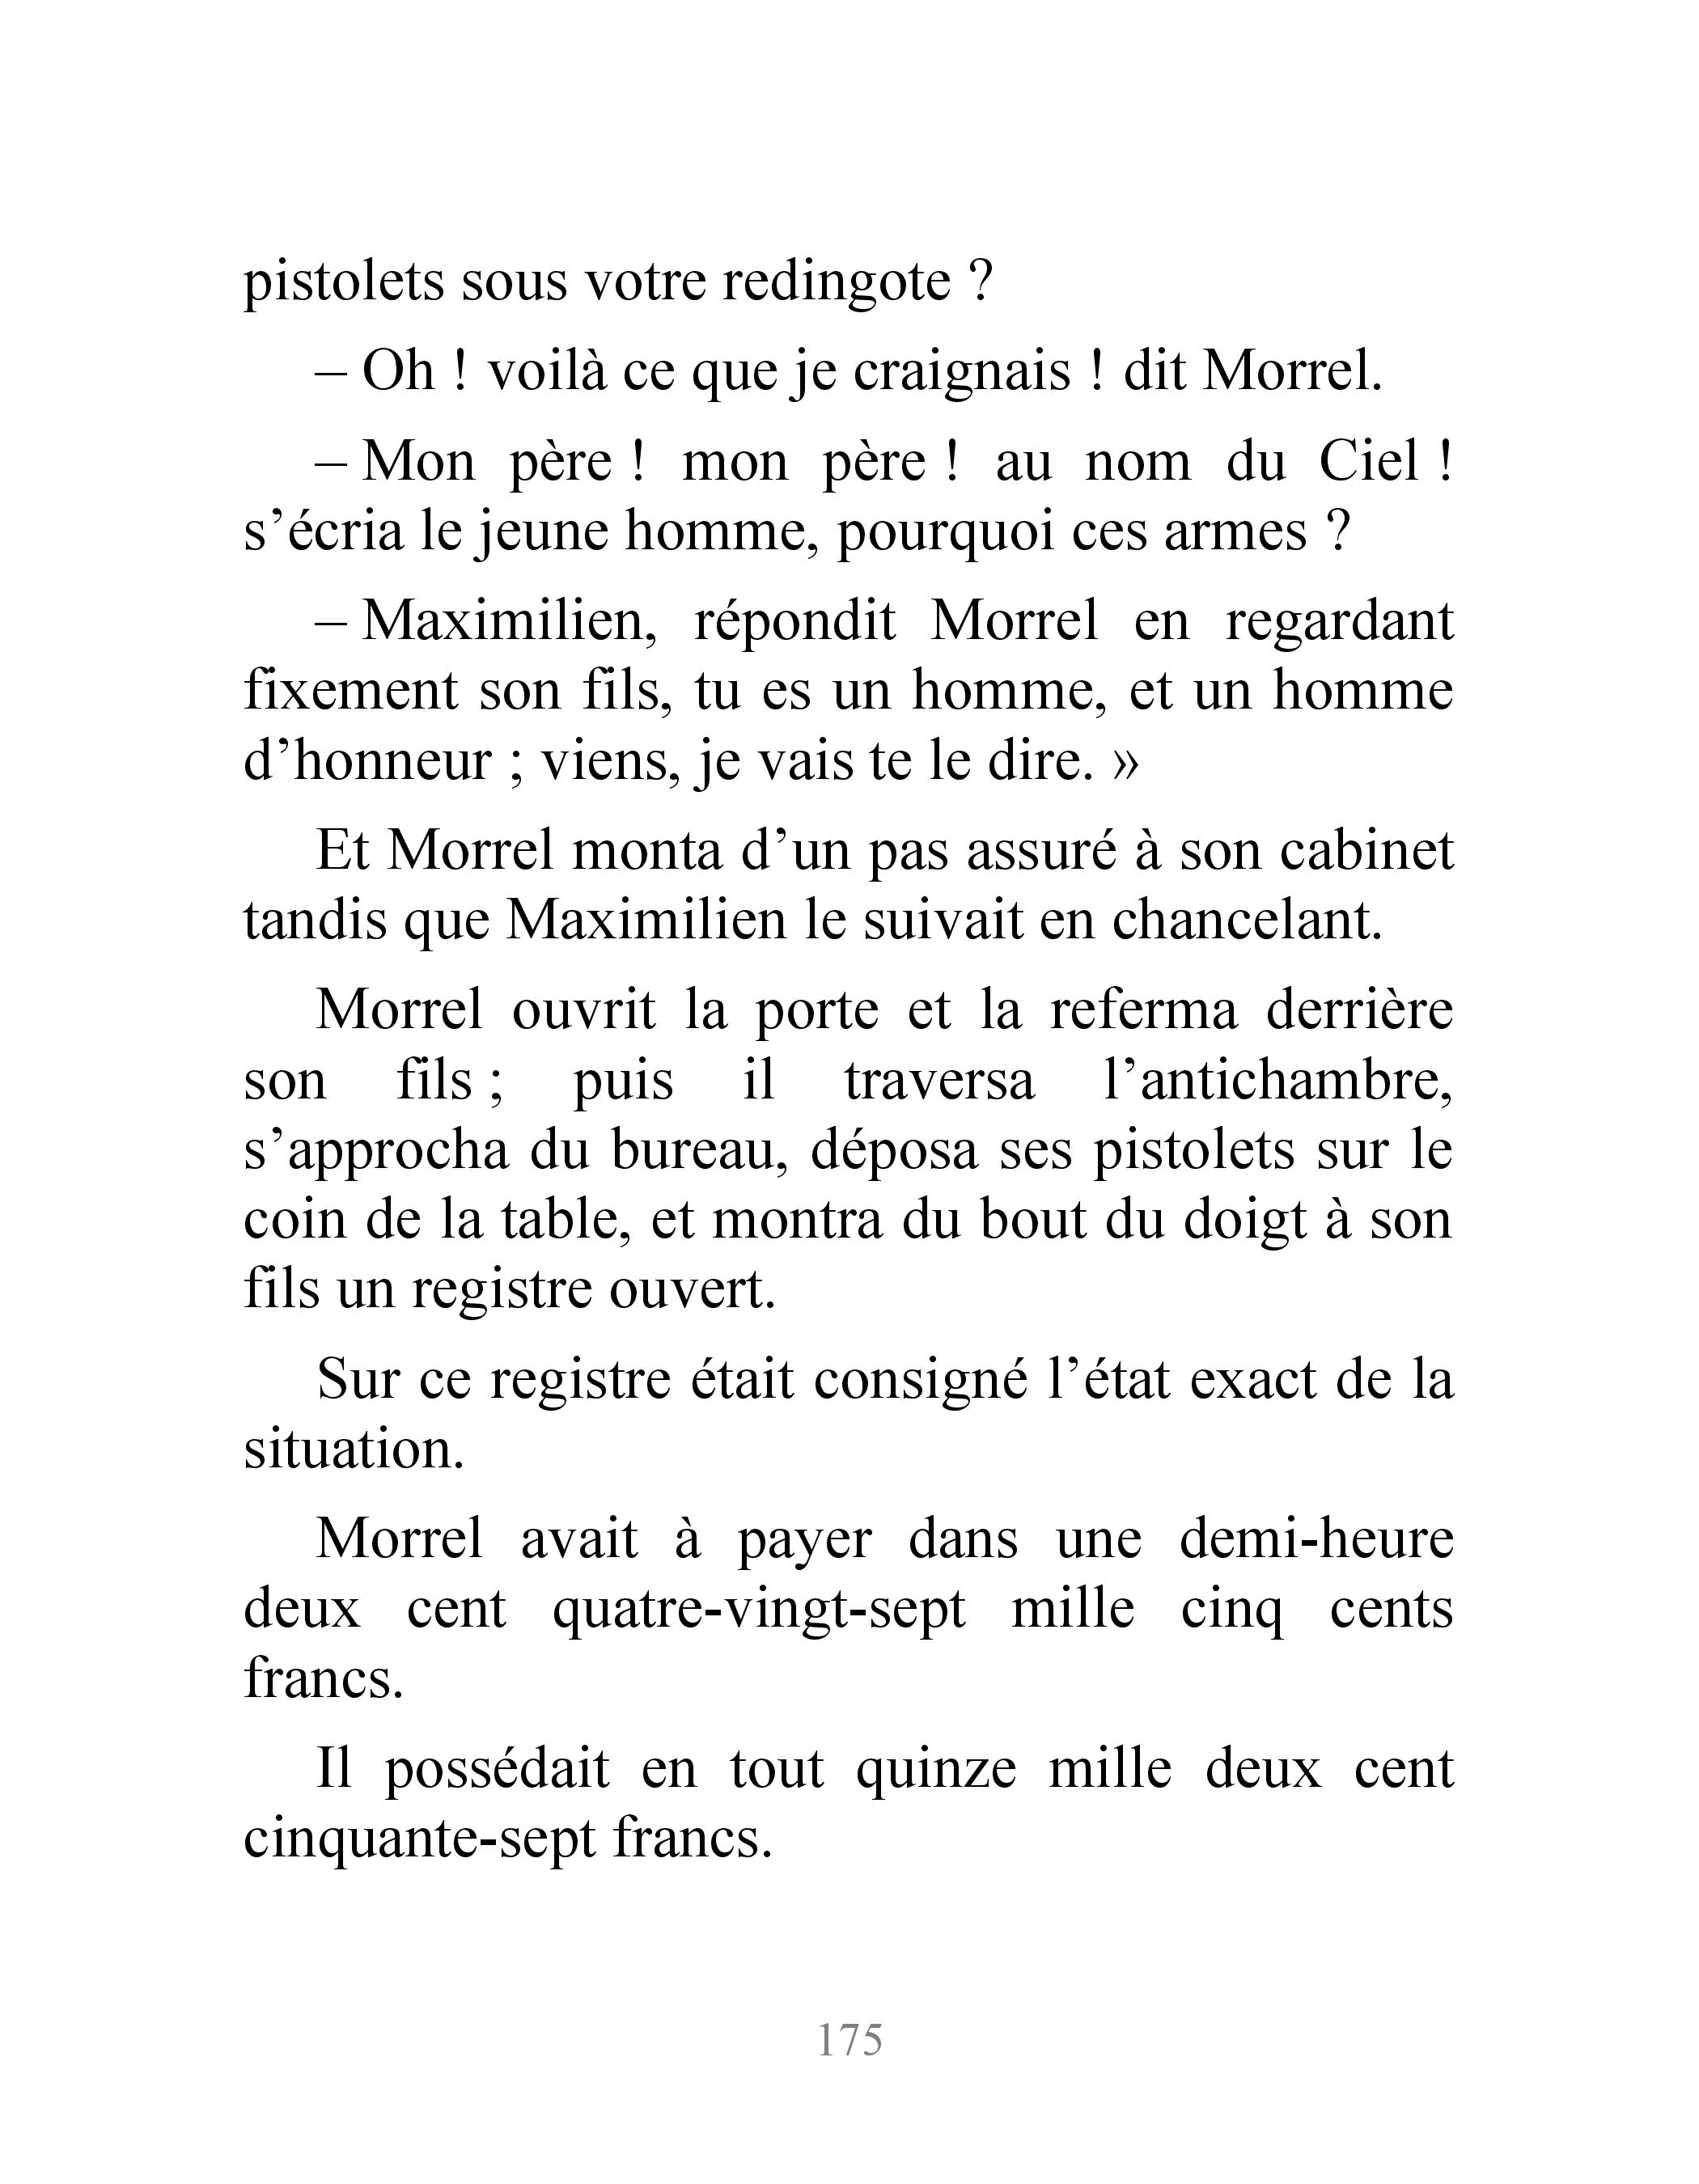 pistolets sous votre redingote ?
– Oh ! voilà ce que je craignais ! dit Morrel.
– Mon père ! mon père ! au nom du Ciel !
s’écria le jeune homme, pourquoi ces armes ?
– Maximilien, répondit Morrel en regardant
fixement son fils, tu es un homme, et un homme
d’honneur ; viens, je vais te le dire. »
Et Morrel monta d’un pas assuré à son cabinet
tandis que Maximilien le suivait en chancelant.
Morrel ouvrit la porte et la referma derrière
son fils ; puis il traversa l’antichambre,
s’approcha du bureau, déposa ses pistolets sur le
coin de la table, et montra du bout du doigt à son
fils un registre ouvert.
Sur ce registre était consigné l’état exact de la
situation.
Morrel avait à payer dans une demi-heure
deux cent quatre-vingt-sept mille cinq cents
francs.
Il possédait en tout quinze mille deux cent
cinquante-sept francs.
175